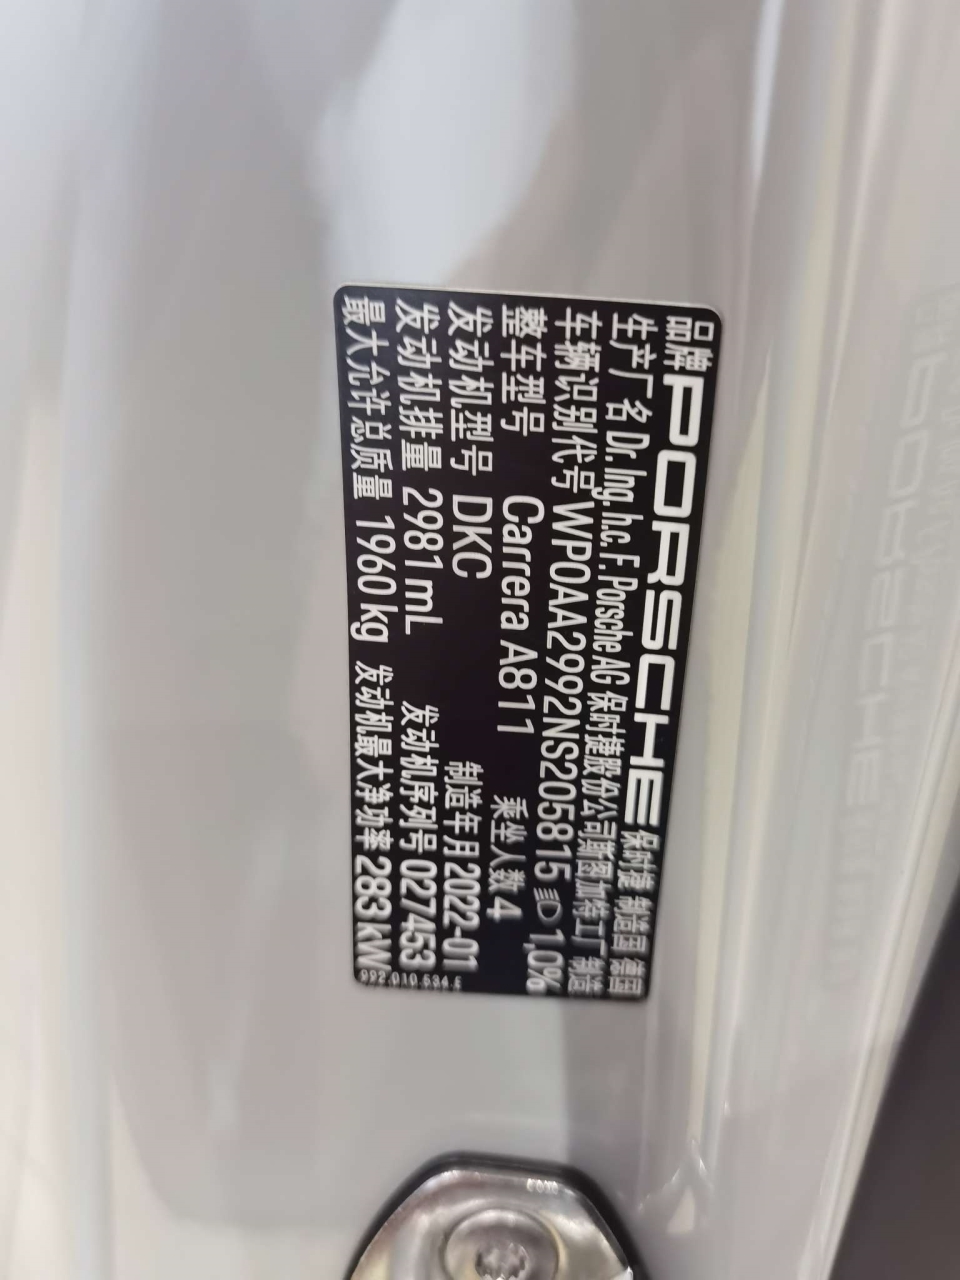 品牌 PORSCHE 保时捷 制造国 德国
生产厂名 Dr. Ing. h.c. F. Porsche AG 保时捷股份公司斯图加特工厂制造
车辆识别代号 WP0AA2992NS205815 1,0%
整车型号 Carrera A811 乘坐人数 4
发动机型号 DKC 制造年月 2022-01
发动机排量 2981 mL 发动机序列号 027453
最大允许总质量 1960 kg 发动机最大净功率 283 kW
992.010.534.E